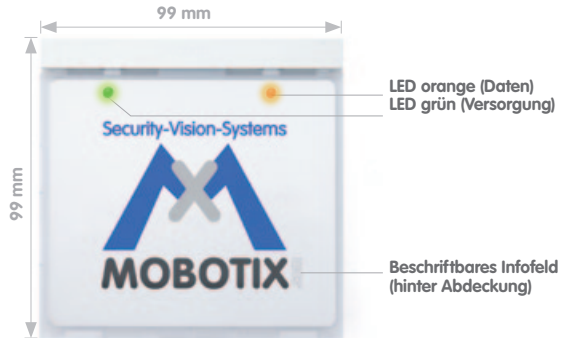 99 mm
99 mm
LED orange (Daten)
LED grün (Versorgung)
Security-Vision-Systems
MOBOTIX
Beschriftbares Infofeld
(hinter Abdeckung)